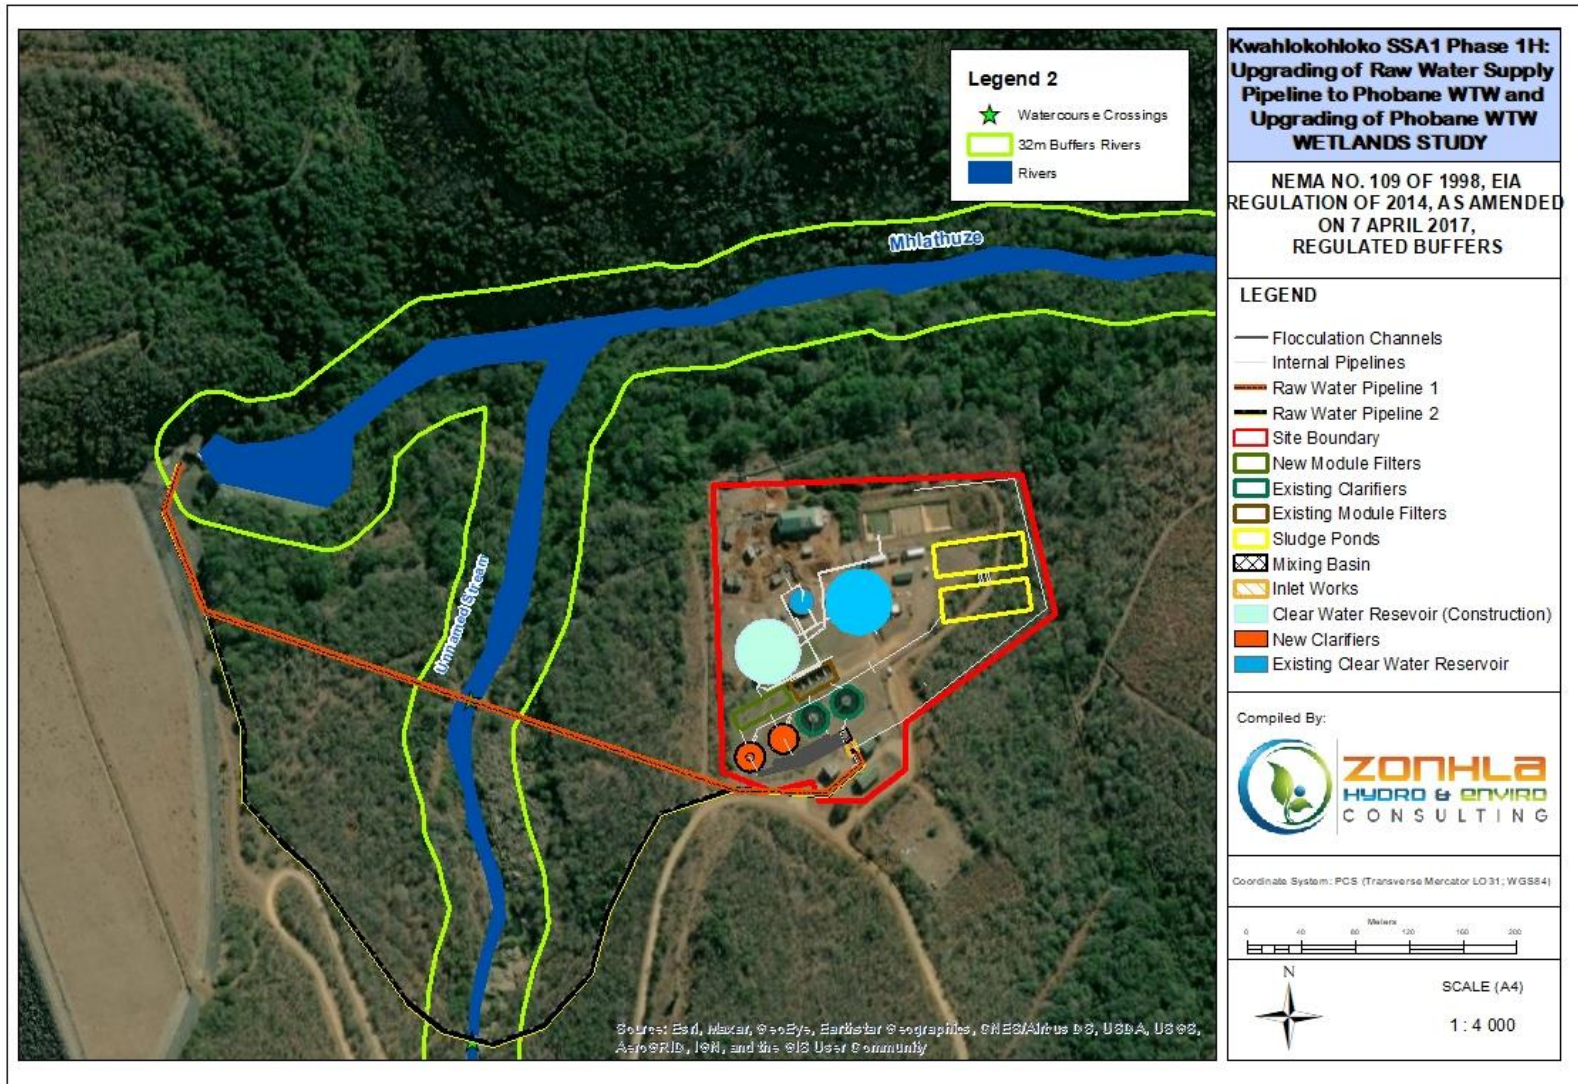 Kwahlokohloko SSA1 Phase 1H:
Upgrading of Raw Water Supply
Pipeline to Phobane WTW and
Upgrading of Phobane WTW
WETLANDS STUDY
NEMA NO. 109 OF 1998, EIA
REGULATION OF 2014, AS AMENDED
ON 7 APRIL 2017,
REGULATED BUFFERS
LEGEND
Flocculation Channels
Internal Pipelines
Raw Water Pipeline 1
Raw Water Pipeline 2
Site Boundary
New Module Filters
Existing Clarifiers
Existing Module Filters
Sludge Ponds
Mixing Basin
Inlet Works
Clear Water Resevoir (Construction)
New Clarifiers
Existing Clear Water Reservoir
Compiled By:
ZONHLA
HYDRO & ENVIRO
CONSULTING
Coordinate System: PCS (Transverse Mercator LO31; WGS84)
Meters
0 40 80 120 160 200
N
SCALE (A4)
1 : 4 000
Legend 2
Watercourse Crossings
32m Buffers Rivers
Rivers
Mhlathuze
Unnamed Stream
Source: Esri, Maxar, GeoEye, Earthstar Geographics, CNES/Airbus DS, USDA, USGS,
AeroGRID, IGN, and the GIS User Community